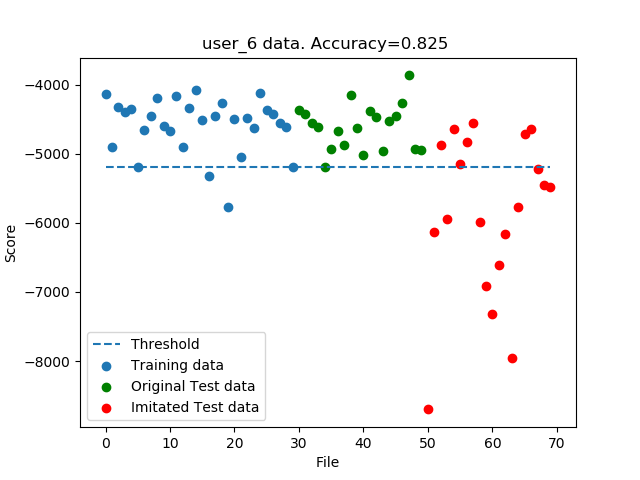 user_6 data. Accuracy=0.825
Score
−4000
−5000
−6000
−7000
−8000
Threshold
Training data
Original Test data
Imitated Test data
0 10 20 30 40 50 60 70
File